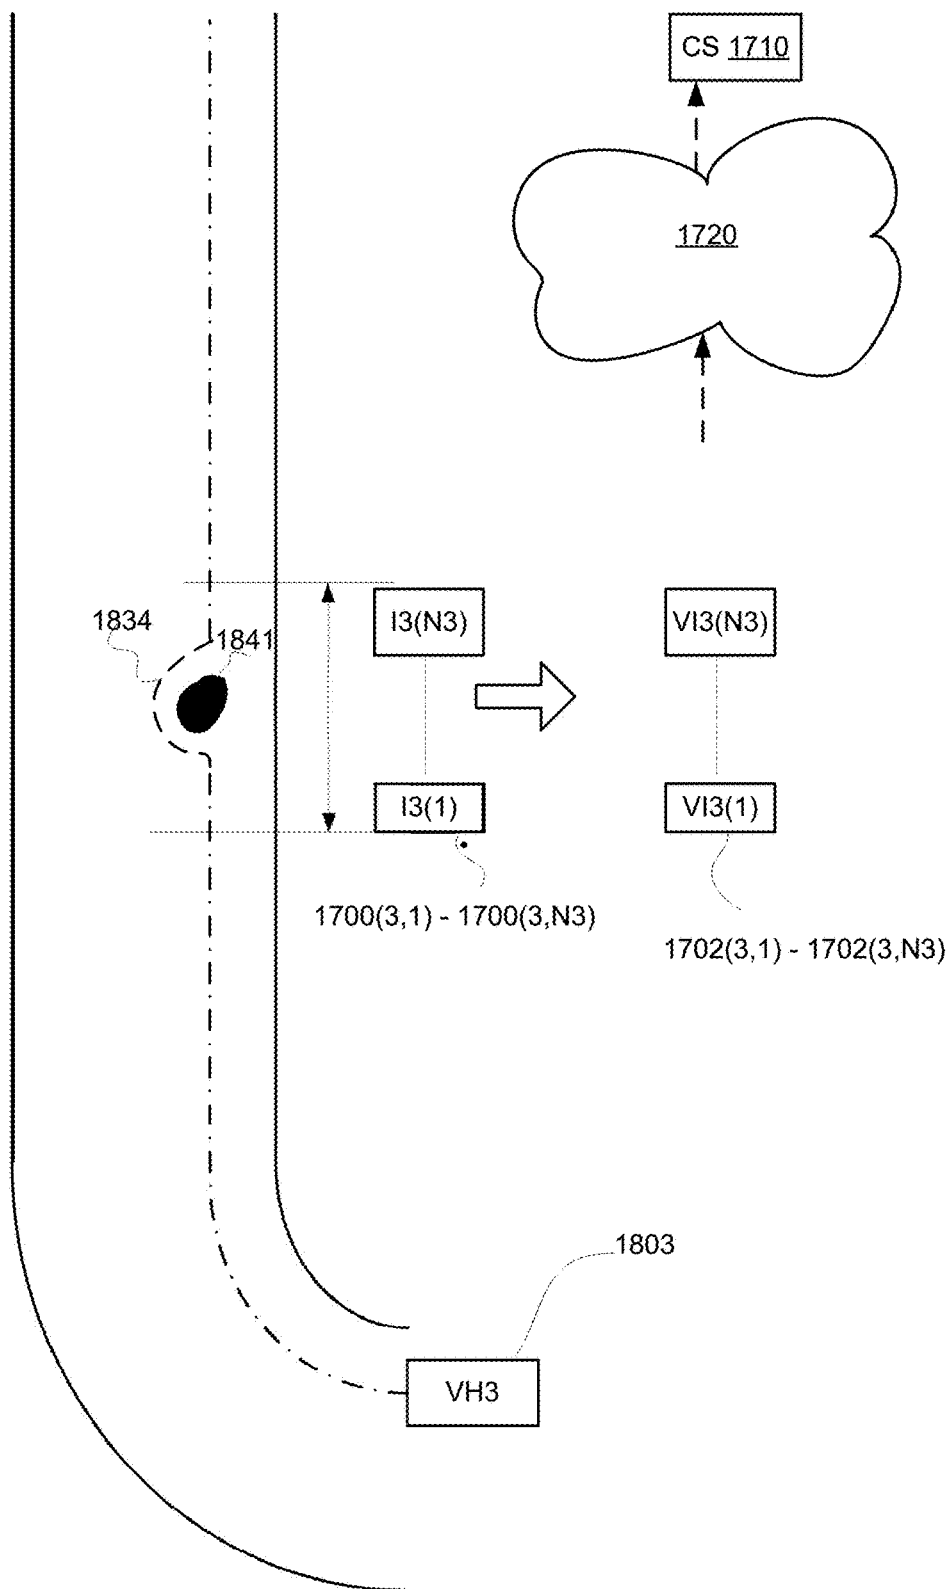 CS 1710
1720
I3(N3)
VI3(N3)
1834
1841
I3(1)
VI3(1)
1700(3,1) - 1700(3,N3)
1702(3,1) - 1702(3,N3)
1803
VH3